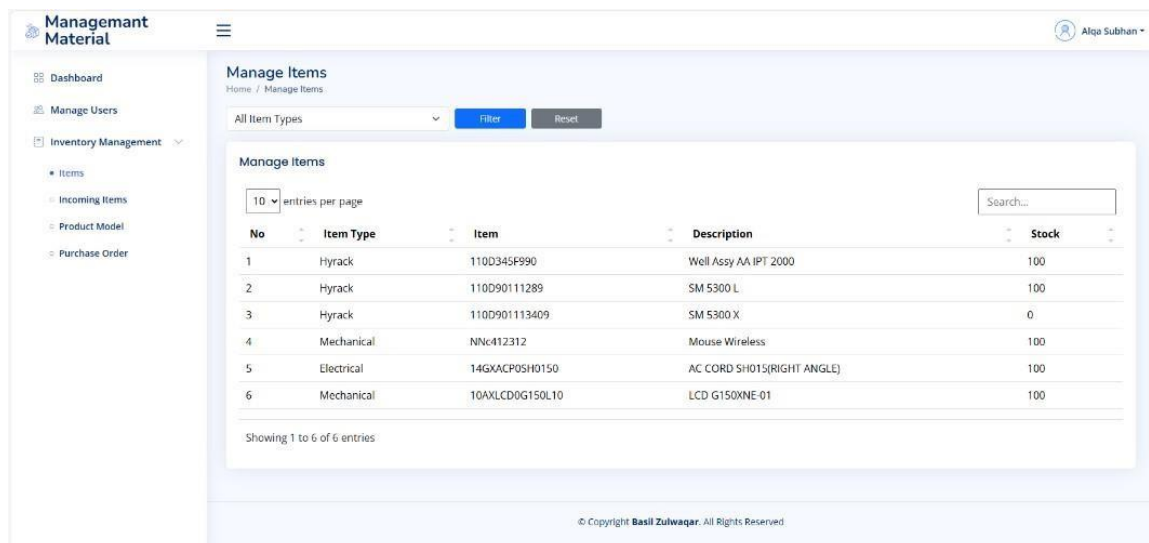 Managemant
Material
Alqa Subhan
Dashboard
Manage Users
Inventory Management
Items
Incoming Items
Product Model
Purchase Order
Manage Items
Home / Manage Items
All Item Types Filter Reset
Manage Items
10 entries per page Search...
No Item Type Item Description Stock
1 Hyrack 110D345F990 Well Assy AA IPT 2000 100
2 Hyrack 110D90111289 SM 5300 L 100
3 Hyrack 110D901113409 SM 5300 X 0
4 Mechanical NNc412312 Mouse Wireless 100
5 Electrical 14GXACP0SH0150 AC CORD SH015(RIGHT ANGLE) 100
6 Mechanical 10AXLCD0G150L10 LCD G150XNE-01 100
Showing 1 to 6 of 6 entries
© Copyright Basil Zulwaqar. All Rights Reserved